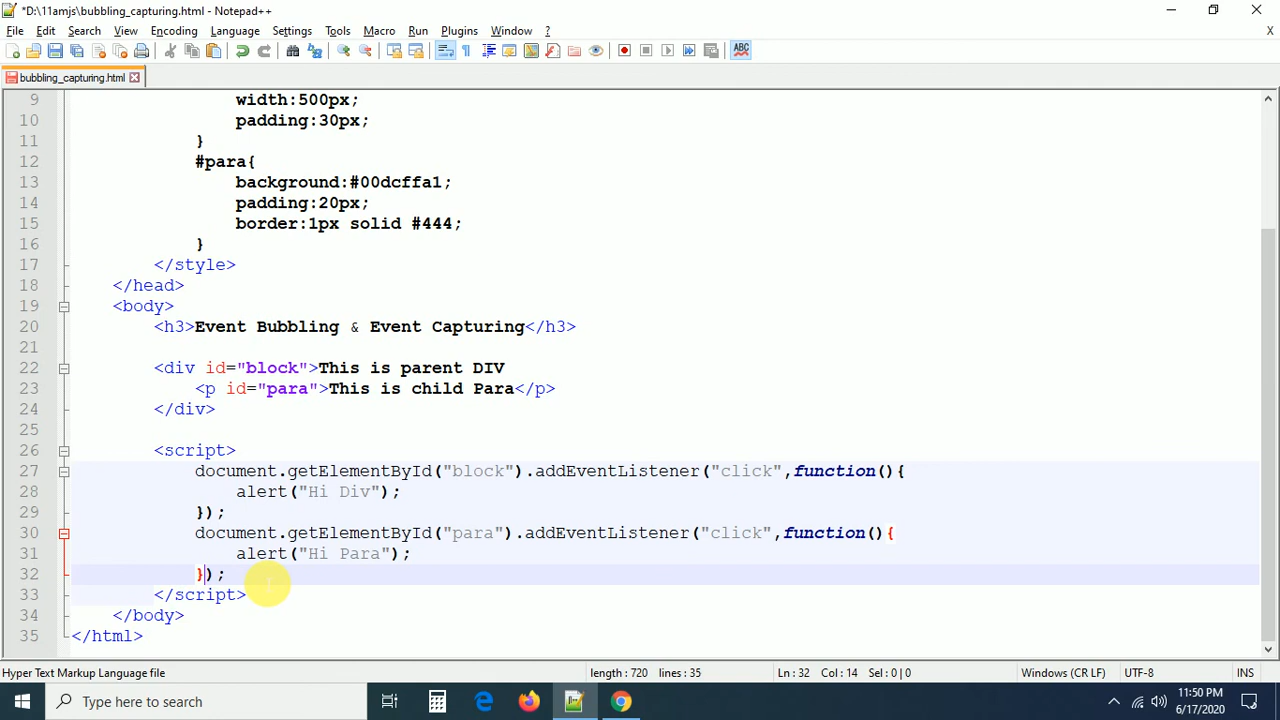 *D:\11amjs\bubbling_capturing.html - Notepad++
File Edit Search View Encoding Language Settings Tools Macro Run Plugins Window ? X
ABC
bubbling_capturing.html
9 width:500px;
10 padding:30px;
11 }
12 #para{
13 background:#00dcffa1;
14 padding:20px;
15 border:1px solid #444;
16 }
17 </style>
18 </head>
19 <body>
20 <h3>Event Bubbling & Event Capturing</h3>
21
22 <div id="block">This is parent DIV
23 <p id="para">This is child Para</p>
24 </div>
25
26 <script>
27 document.getElementById("block").addEventListener("click",function(){
28 alert("Hi Div");
29 });
30 document.getElementById("para").addEventListener("click",function(){
31 alert("Hi Para");
32 });
33 </script>
34 </body>
35 </html>
Hyper Text Markup Language file length : 720 lines : 35 Ln : 32 Col : 14 Sel : 0 | 0 Windows (CR LF) UTF-8 INS
Type here to search
11:50 PM
6/17/2020